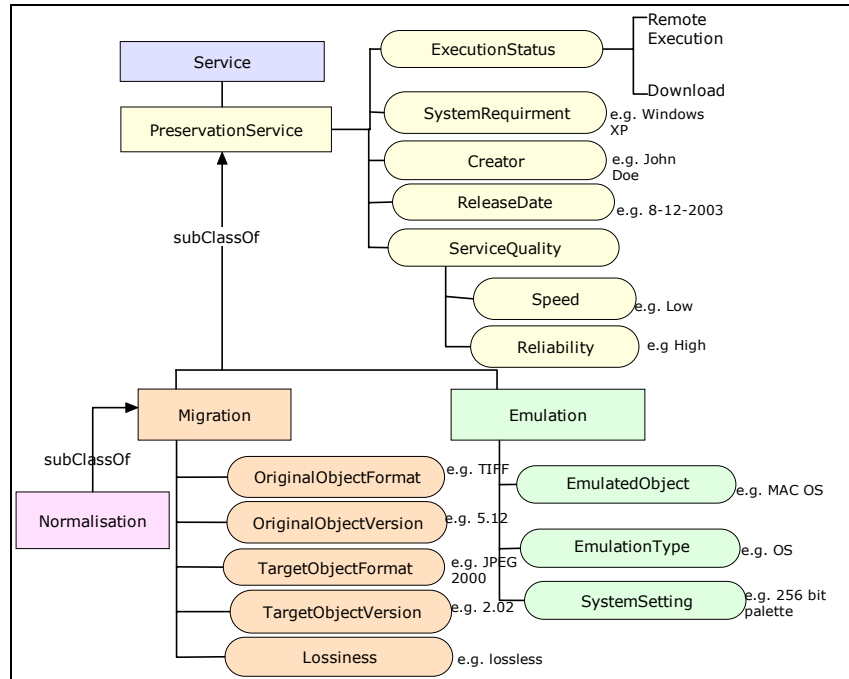 Service
PreservationService
ExecutionStatus
Remote
Execution
Download
SystemRequirment
e.g. Windows
XP
Creator
e.g. John
Doe
ReleaseDate
e.g. 8-12-2003
ServiceQuality
Speed
e.g. Low
Reliability
e.g High
subClassOf
Migration
Emulation
subClassOf
Normalisation
OriginalObjectFormat
e.g. TIFF
OriginalObjectVersion
e.g. 5.12
TargetObjectFormat
e.g. JPEG
2000
TargetObjectVersion
e.g. 2.02
Lossiness
e.g. lossless
EmulatedObject
e.g. MAC OS
EmulationType
e.g. OS
SystemSetting
e.g. 256 bit
palette